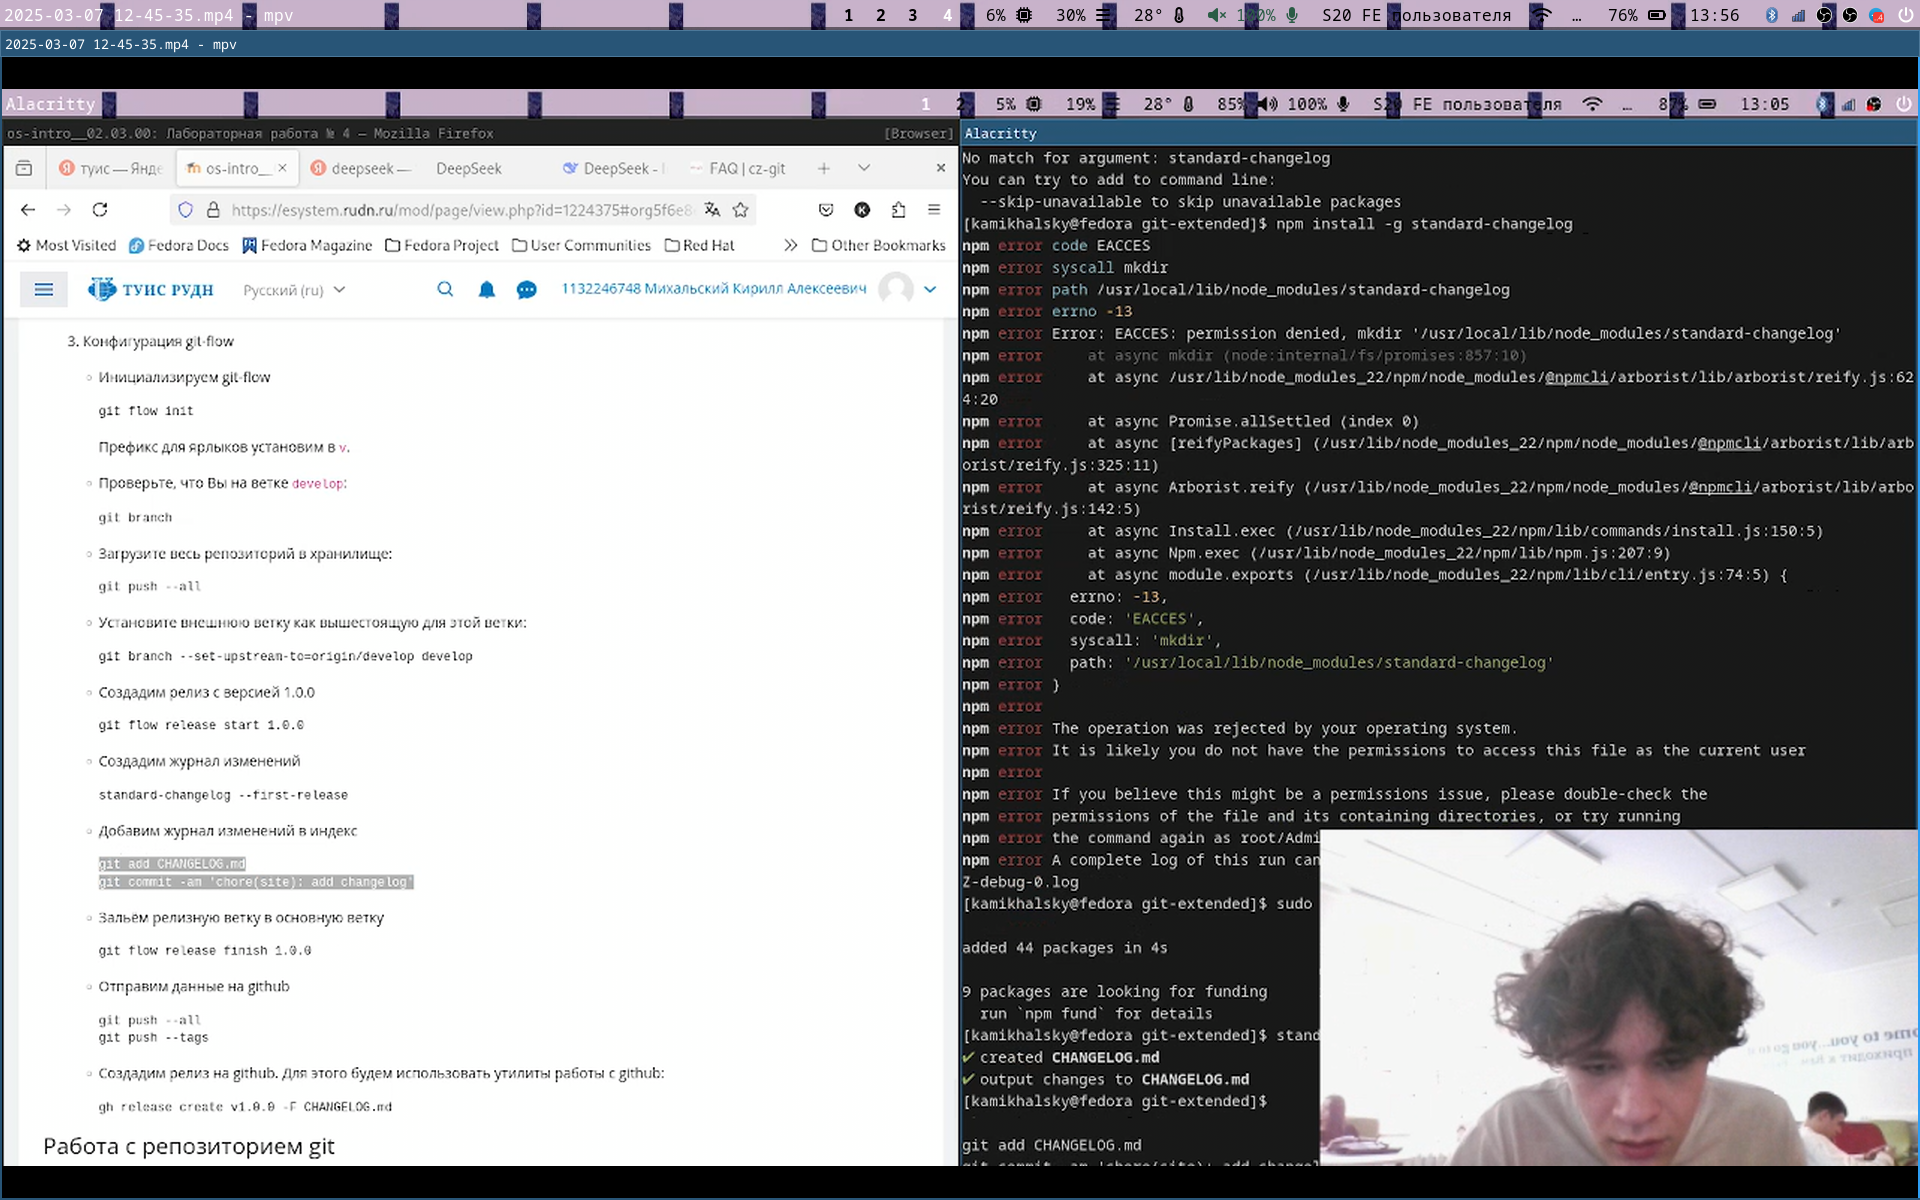 2025-03-07 12-45-35.mp4 - mpv
1 2 3 4 6% 30% 28° 100% S20 FE пользователя … 76% 13:56
2025-03-07 12-45-35.mp4 - mpv
Alacritty
1 2 5% 19% 28° 85% 100% S20 FE пользователя … 87% 13:05
os-intro__02.03.00: Лабораторная работа № 4 — Mozilla Firefox [Browser]
туис — Янде
os-intro__
deepseek —
DeepSeek
DeepSeek -
FAQ | cz-git
https://esystem.rudn.ru/mod/page/view.php?id=1224375#org5f6e8
Most Visited Fedora Docs Fedora Magazine Fedora Project User Communities Red Hat Other Bookmarks
ТУИС РУДН Русский (ru) 1132246748 Михальский Кирилл Алексеевич
3. Конфигурация git-flow
Инициализируем git-flow
git flow init
Префикс для ярлыков установим в v.
Проверьте, что Вы на ветке develop:
git branch
Загрузите весь репозиторий в хранилище:
git push --all
Установите внешнюю ветку как вышестоящую для этой ветки:
git branch --set-upstream-to=origin/develop develop
Создадим релиз с версией 1.0.0
git flow release start 1.0.0
Создадим журнал изменений
standard-changelog --first-release
Добавим журнал изменений в индекс
git add CHANGELOG.md
git commit -am 'chore(site): add changelog'
Зальём релизную ветку в основную ветку
git flow release finish 1.0.0
Отправим данные на github
git push --all
git push --tags
Создадим релиз на github. Для этого будем использовать утилиты работы с github:
gh release create v1.0.0 -F CHANGELOG.md
Работа с репозиторием git
Alacritty
No match for argument: standard-changelog
You can try to add to command line:
--skip-unavailable to skip unavailable packages
[kamikhalsky@fedora git-extended]$ npm install -g standard-changelog
npm error code EACCES
npm error syscall mkdir
npm error path /usr/local/lib/node_modules/standard-changelog
npm error errno -13
npm error Error: EACCES: permission denied, mkdir '/usr/local/lib/node_modules/standard-changelog'
npm error at async mkdir (node:internal/fs/promises:857:10)
npm error at async /usr/lib/node_modules_22/npm/node_modules/@npmcli/arborist/lib/arborist/reify.js:62
4:20
npm error at async Promise.allSettled (index 0)
npm error at async [reifyPackages] (/usr/lib/node_modules_22/npm/node_modules/@npmcli/arborist/lib/arb
orist/reify.js:325:11)
npm error at async Arborist.reify (/usr/lib/node_modules_22/npm/node_modules/@npmcli/arborist/lib/arbo
rist/reify.js:142:5)
npm error at async Install.exec (/usr/lib/node_modules_22/npm/lib/commands/install.js:150:5)
npm error at async Npm.exec (/usr/lib/node_modules_22/npm/lib/npm.js:207:9)
npm error at async module.exports (/usr/lib/node_modules_22/npm/lib/cli/entry.js:74:5) {
npm error errno: -13,
npm error code: 'EACCES',
npm error syscall: 'mkdir',
npm error path: '/usr/local/lib/node_modules/standard-changelog'
npm error }
npm error
npm error The operation was rejected by your operating system.
npm error It is likely you do not have the permissions to access this file as the current user
npm error
npm error If you believe this might be a permissions issue, please double-check the
npm error permissions of the file and its containing directories, or try running
npm error the command again as root/Admi
npm error A complete log of this run can
Z-debug-0.log
[kamikhalsky@fedora git-extended]$ sudo
added 44 packages in 4s
9 packages are looking for funding
run `npm fund` for details
[kamikhalsky@fedora git-extended]$ stand
✔ created CHANGELOG.md
✔ output changes to CHANGELOG.md
[kamikhalsky@fedora git-extended]$
git add CHANGELOG.md
git commit -am 'chore(site): add changel